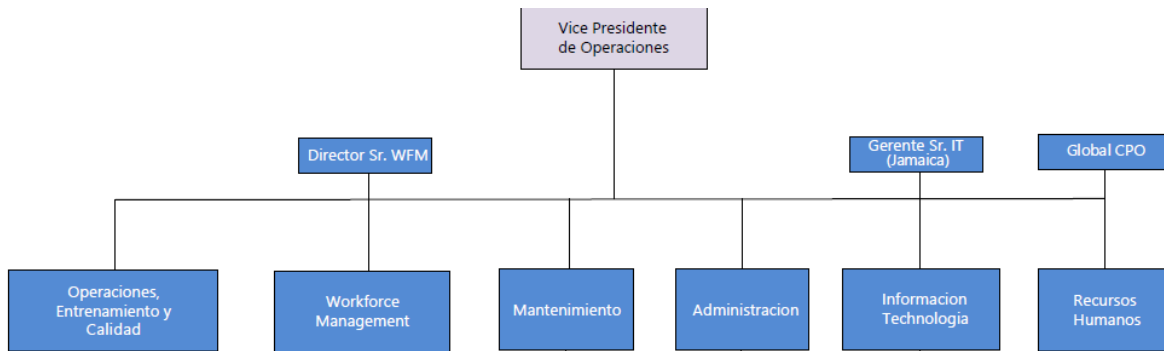 Vice Presidente
de Operaciones
Director Sr. WFM
Gerente Sr. IT
(Jamaica)
Global CPO
Operaciones,
Entrenamiento y
Calidad
Workforce
Management
Mantenimiento
Administracion
Informacion
Technologia
Recursos
Humanos